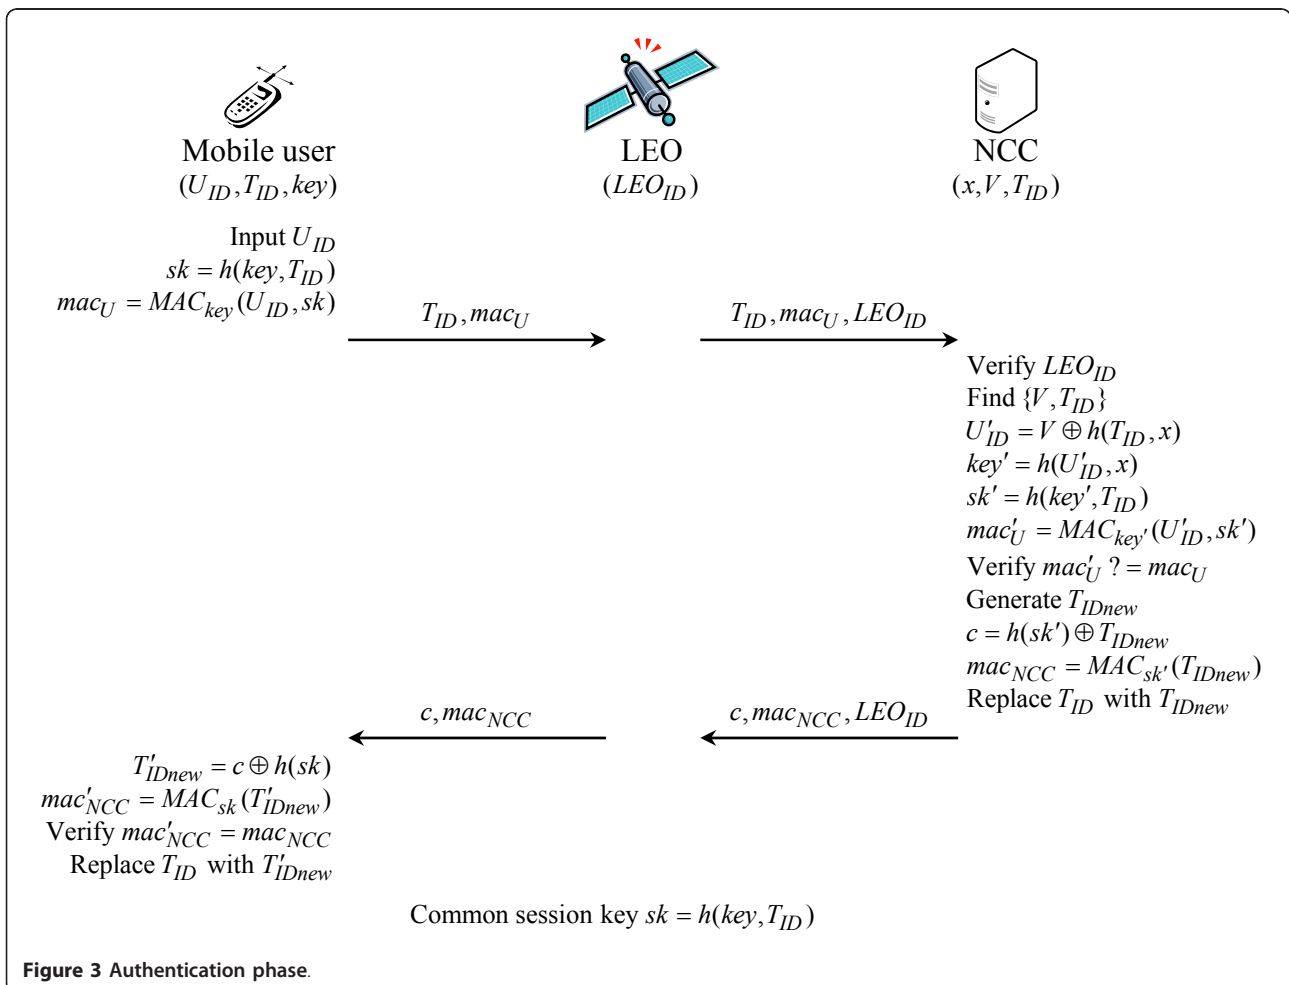 Mobile user
(U_ID, T_ID, key)
LEO
(LEO_ID)
NCC
(x, V, T_ID)
Input U_ID
sk = h(key, T_ID)
mac_U = MAC_key(U_ID, sk)
T_ID, mac_U
T_ID, mac_U, LEO_ID
Verify LEO_ID
Find {V, T_ID}
U′_ID = V ⊕ h(T_ID, x)
key′ = h(U′_ID, x)
sk′ = h(key′, T_ID)
mac′_U = MAC_key′(U′_ID, sk′)
Verify mac′_U ? = mac_U
Generate T_IDnew
c = h(sk′) ⊕ T_IDnew
mac_NCC = MAC_sk′(T_IDnew)
Replace T_ID with T_IDnew
c, mac_NCC, LEO_ID
c, mac_NCC
T′_IDnew = c ⊕ h(sk)
mac′_NCC = MAC_sk(T′_IDnew)
Verify mac′_NCC = mac_NCC
Replace T_ID with T′_IDnew
Common session key sk = h(key, T_ID)
Figure 3 Authentication phase.